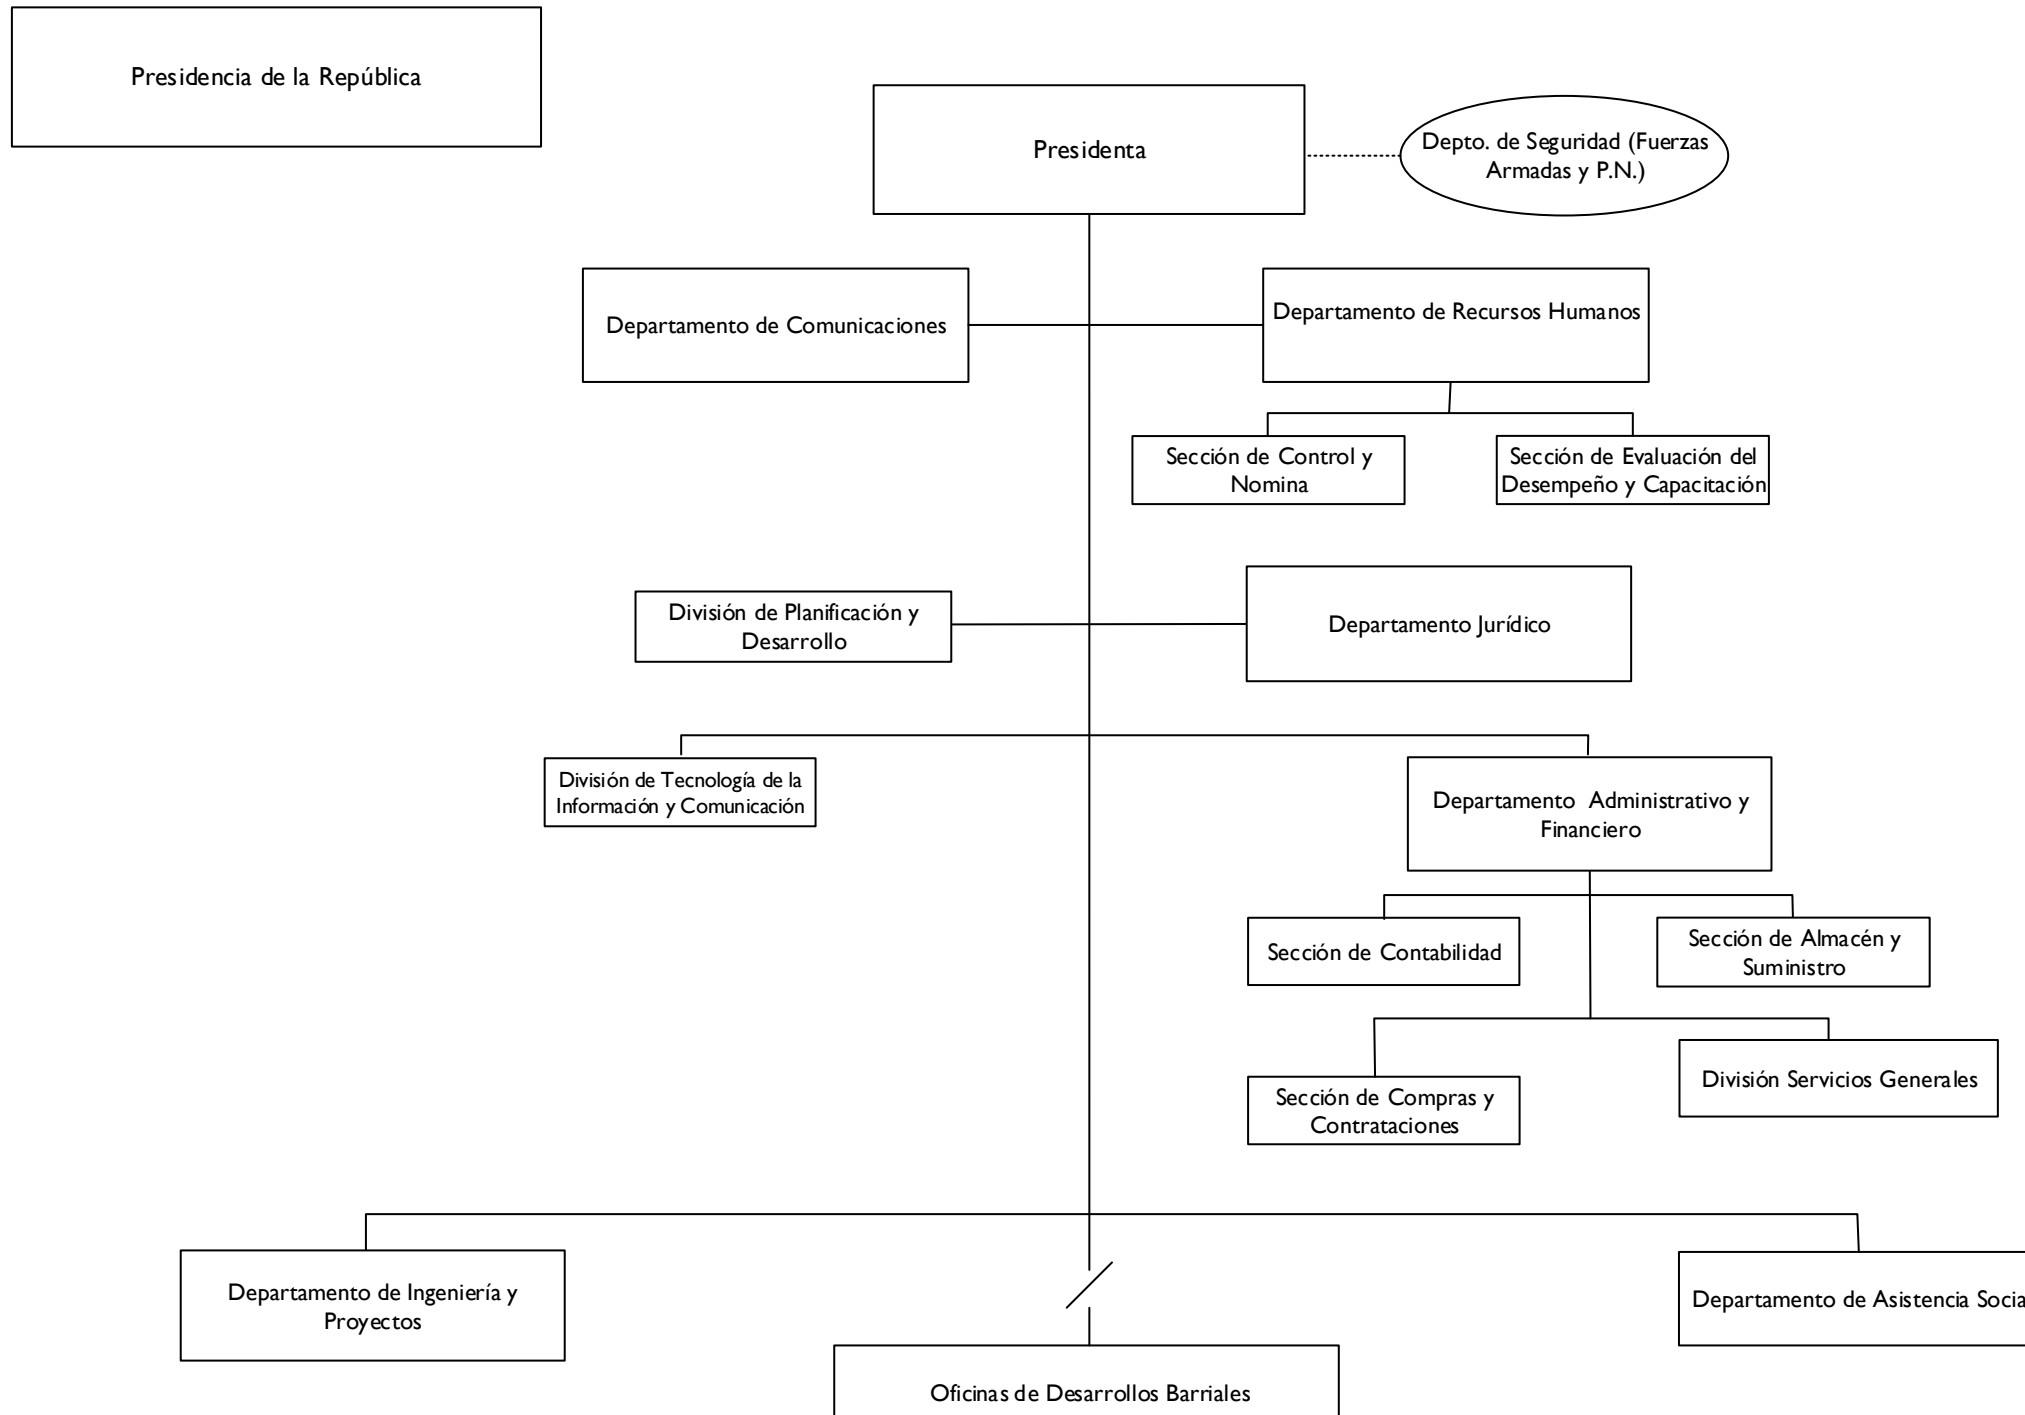 Presidencia de la República
Presidenta
Depto. de Seguridad (Fuerzas
Armadas y P.N.)
Departamento de Comunicaciones
Departamento de Recursos Humanos
Sección de Control y
Nomina
Sección de Evaluación del
Desempeño y Capacitación
División de Planificación y
Desarrollo
Departamento Jurídico
División de Tecnología de la
Información y Comunicación
Departamento Administrativo y
Financiero
Sección de Contabilidad
Sección de Almacén y
Suministro
Sección de Compras y
Contrataciones
División Servicios Generales
Departamento de Ingeniería y
Proyectos
Departamento de Asistencia Socia
Oficinas de Desarrollos Barriales